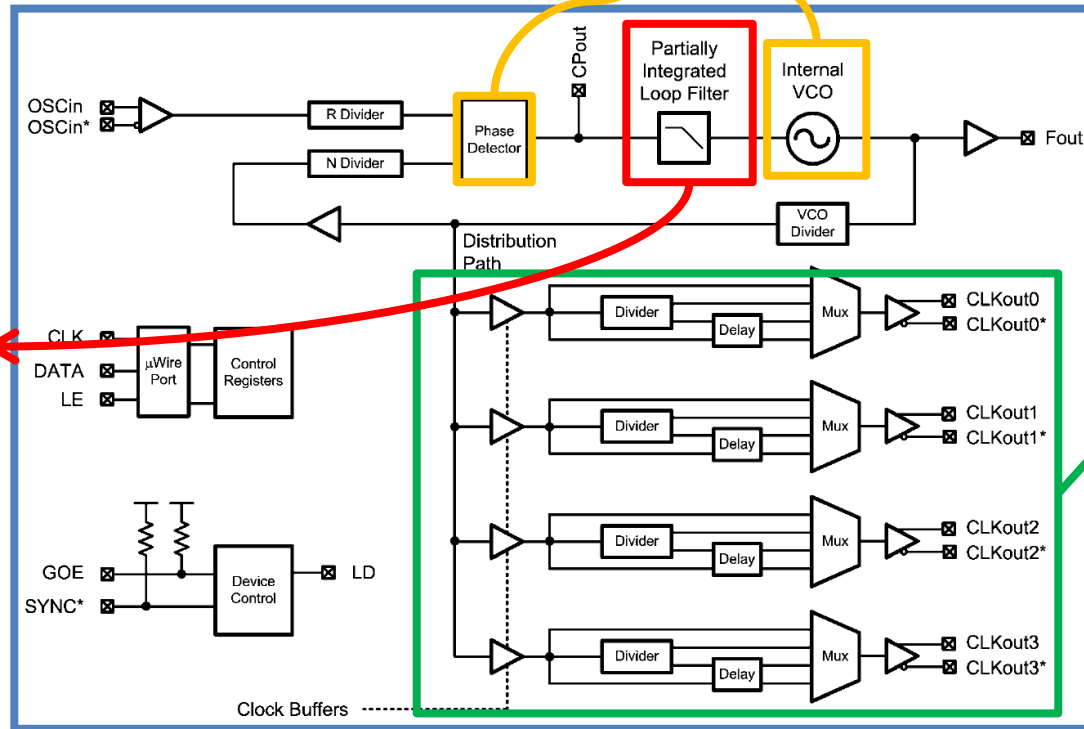 CPout
Partially
Integrated
Loop Filter
Internal
VCO
OSCin
OSCin*
R Divider
Phase
Detector
Fout
N Divider
VCO
Divider
Distribution
Path
CLK
DATA
LE
µWire
Port
Control
Registers
Divider
Delay
Mux
CLKout0
CLKout0*
Divider
Delay
Mux
CLKout1
CLKout1*
GOE
SYNC*
Device
Control
LD
Divider
Delay
Mux
CLKout2
CLKout2*
Divider
Delay
Mux
CLKout3
CLKout3*
Clock Buffers